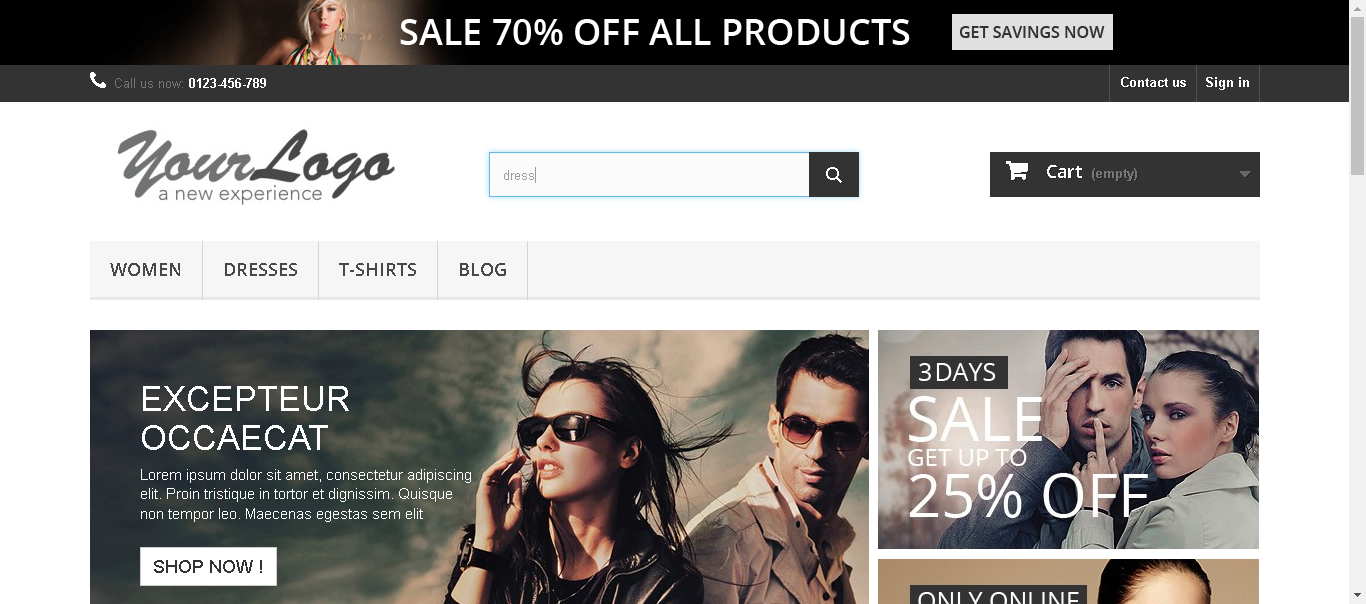 SALE 70% OFF ALL PRODUCTS
GET SAVINGS NOW
Call us now: 0123-456-789
Contact us
Sign in
YourLogo
a new experience
dress
Cart (empty)
WOMEN
DRESSES
T-SHIRTS
BLOG
EXCEPTEUR
OCCAECAT
Lorem ipsum dolor sit amet, consectetur adipiscing
elit. Proin tristique in tortor et dignissim. Quisque
non tempor leo. Maecenas egestas sem elit
SHOP NOW !
3 DAYS
SALE
GET UP TO
25% OFF
ONLY ONLINE